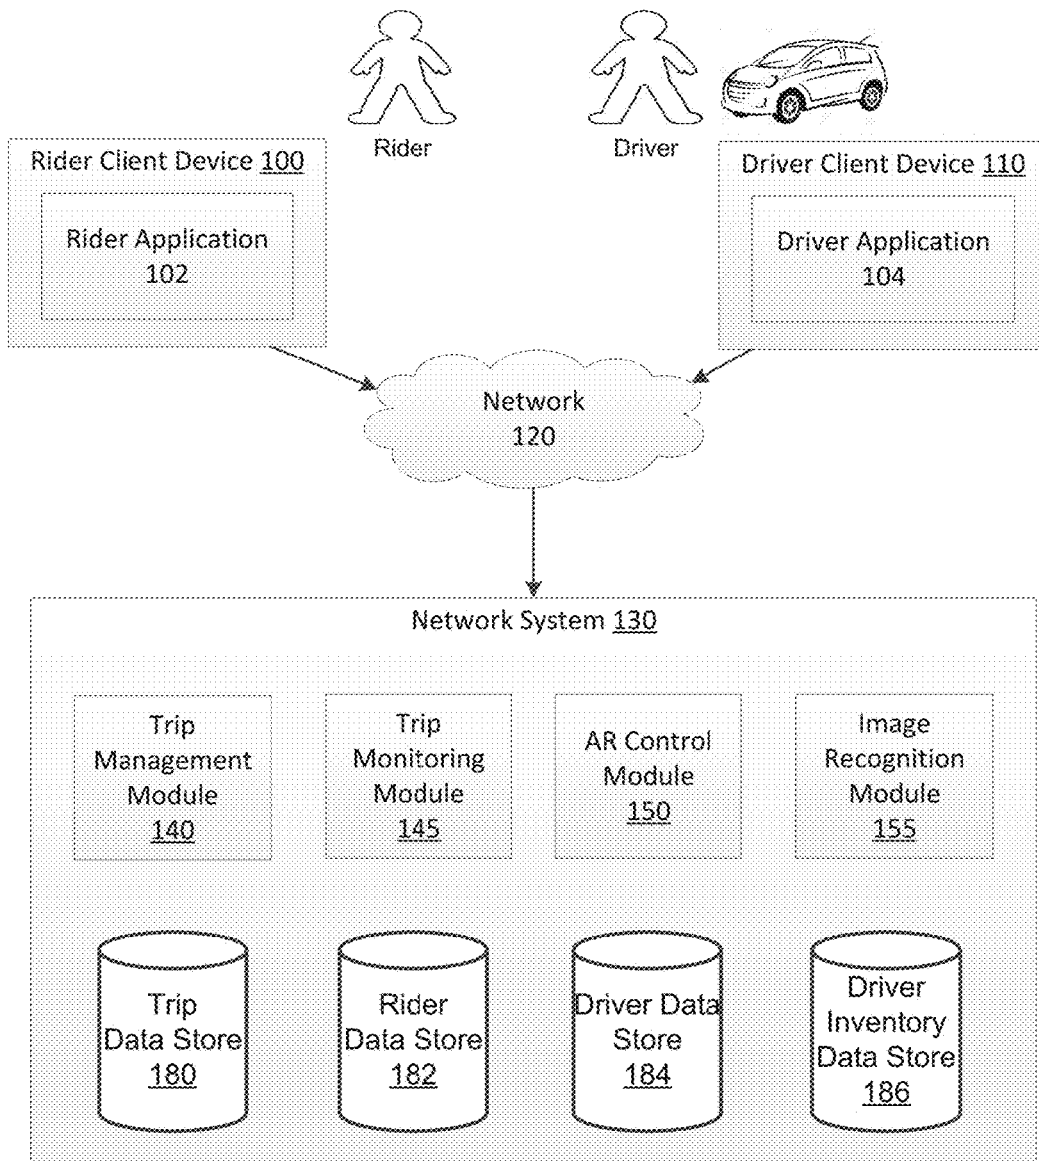 Rider
Driver
Rider Client Device 100
Rider Application
102
Driver Client Device 110
Driver Application
104
Network
120
Network System 130
Trip
Management
Module
140
Trip
Monitoring
Module
145
AR Control
Module
150
Image
Recognition
Module
155
Trip
Data Store
180
Rider
Data Store
182
Driver Data
Store
184
Driver
Inventory
Data Store
186